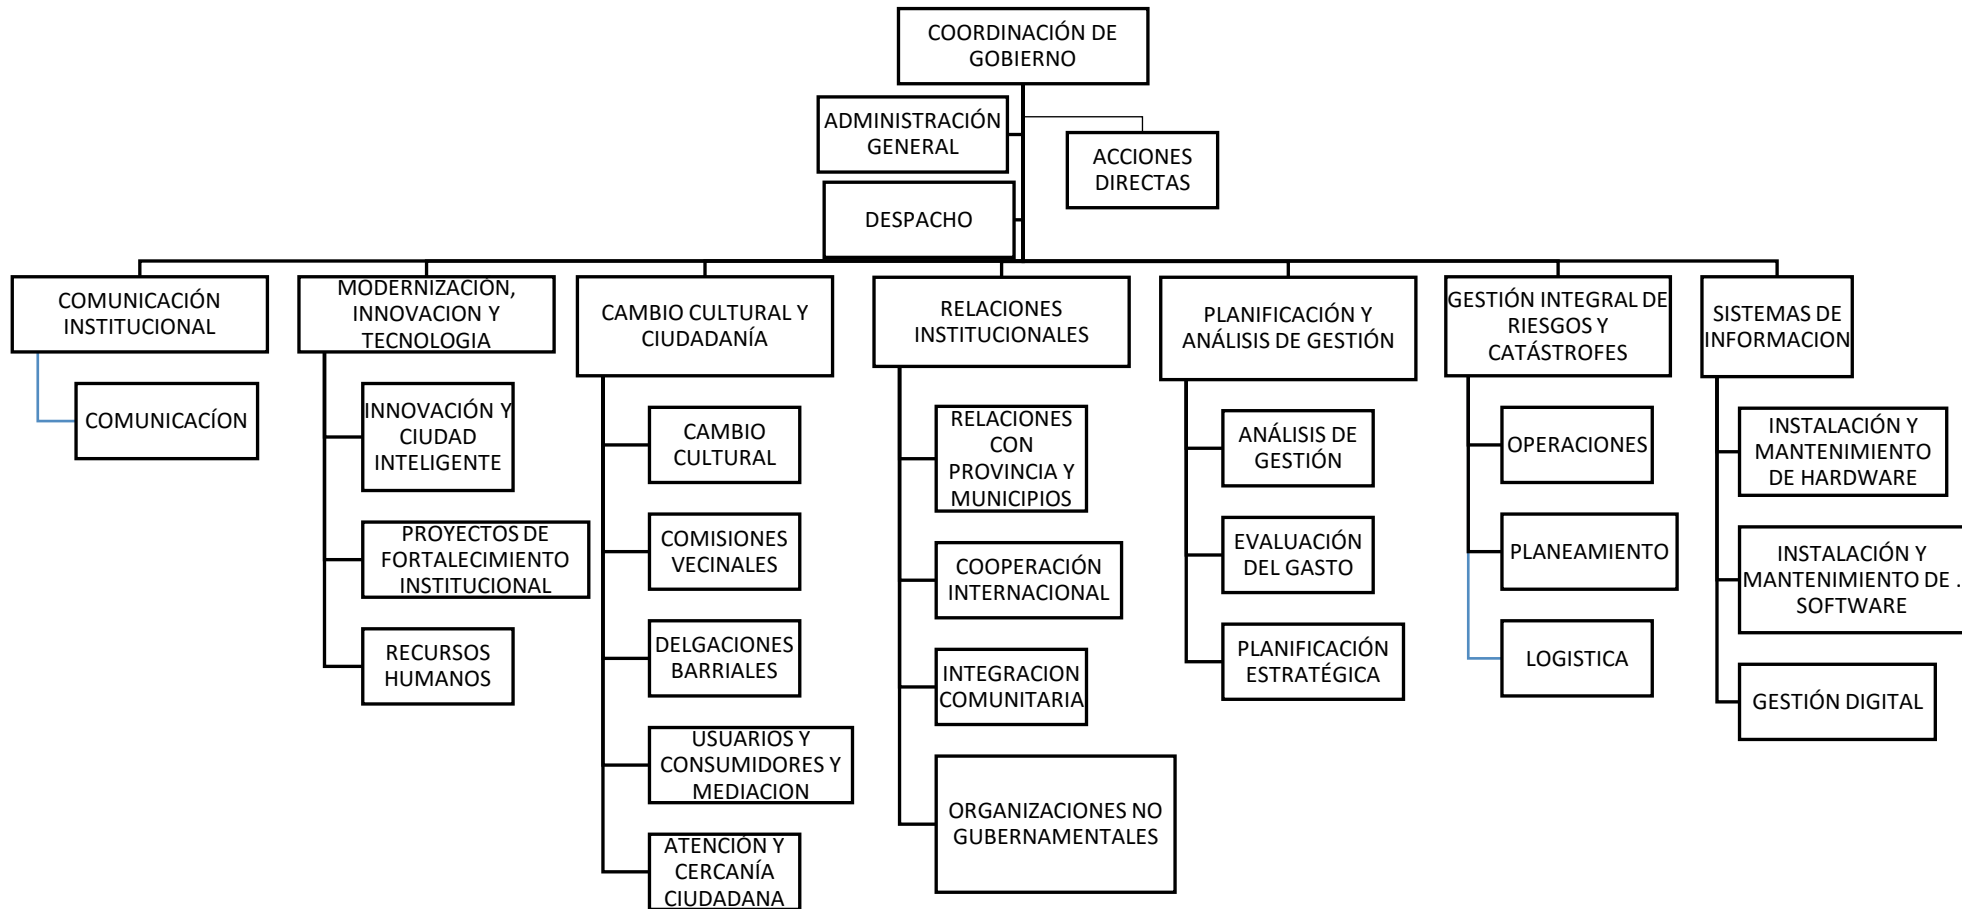 COORDINACIÓN DE
GOBIERNO
ADMINISTRACIÓN
GENERAL
ACCIONES
DIRECTAS
DESPACHO
COMUNICACIÓN
INSTITUCIONAL
COMUNICACÍON
MODERNIZACIÓN,
INNOVACION Y
TECNOLOGIA
INNOVACIÓN Y
CIUDAD
INTELIGENTE
PROYECTOS DE
FORTALECIMIENTO
INSTITUCIONAL
RECURSOS
HUMANOS
CAMBIO CULTURAL Y
CIUDADANÍA
CAMBIO
CULTURAL
COMISIONES
VECINALES
DELGACIONES
BARRIALES
USUARIOS Y
CONSUMIDORES Y
MEDIACION
ATENCIÓN Y
CERCANÍA
CIUDADANA
RELACIONES
INSTITUCIONALES
RELACIONES
CON
PROVINCIA Y
MUNICIPIOS
COOPERACIÓN
INTERNACIONAL
INTEGRACION
COMUNITARIA
ORGANIZACIONES NO
GUBERNAMENTALES
PLANIFICACIÓN Y
ANÁLISIS DE GESTIÓN
ANÁLISIS DE
GESTIÓN
EVALUACIÓN
DEL GASTO
PLANIFICACIÓN
ESTRATÉGICA
GESTIÓN INTEGRAL DE
RIESGOS Y
CATÁSTROFES
OPERACIONES
PLANEAMIENTO
LOGISTICA
SISTEMAS DE
INFORMACION
INSTALACIÓN Y
MANTENIMIENTO
DE HARDWARE
INSTALACIÓN Y
MANTENIMIENTO DE .
SOFTWARE
GESTIÓN DIGITAL